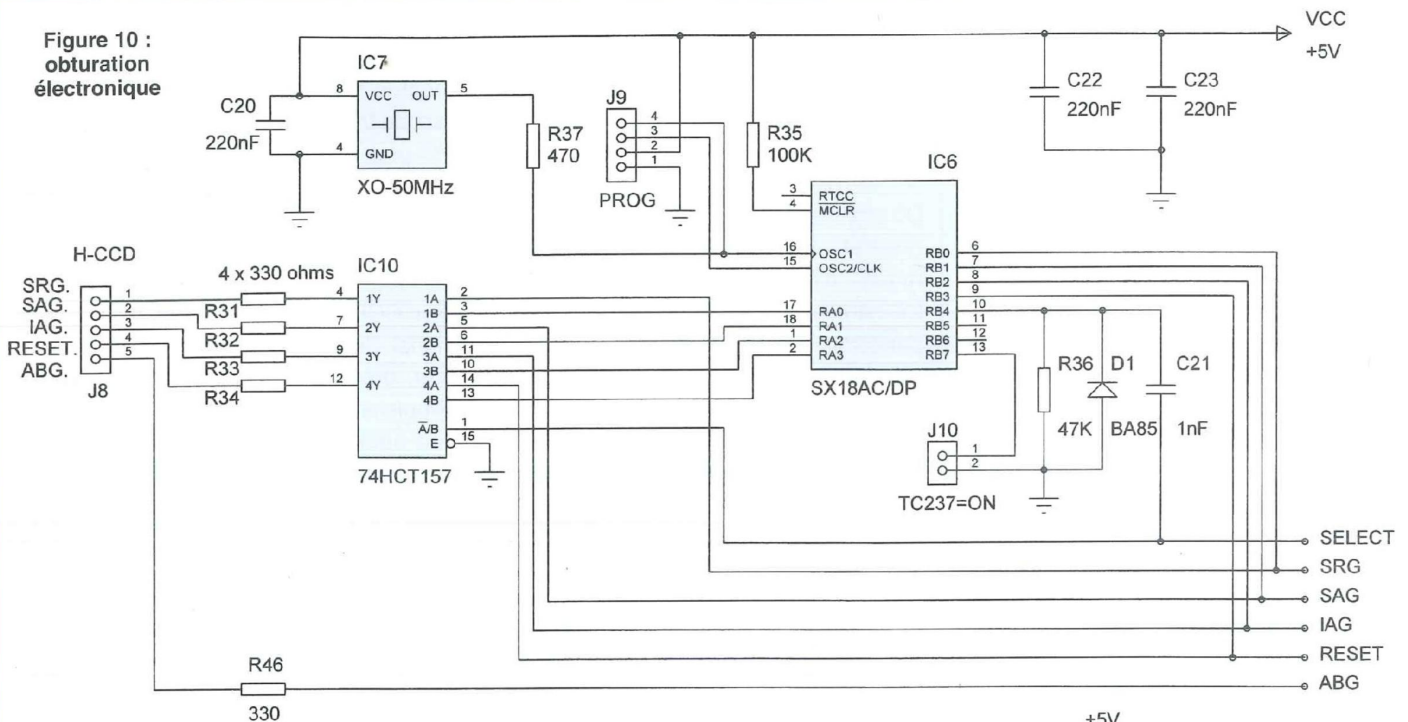 Figure 10 :
obturation
électronique
VCC
+5V
IC7
C20
220nF
8
VCC
OUT
5
4
GND
XO-50MHz
R37
470
J9
4
3
2
1
PROG
R35
100K
C22
220nF
C23
220nF
IC6
3
RTCC
4
MCLR
16
OSC1
15
OSC2/CLK
17
RA0
18
RA1
1
RA2
2
RA3
RB0
6
RB1
7
RB2
8
RB3
9
RB4
10
RB5
11
RB6
12
RB7
13
SX18AC/DP
H-CCD
SRG.
1
SAG.
2
IAG.
3
RESET.
4
ABG.
5
J8
4 x 330 ohms
R31
R32
R33
R34
IC10
4
1Y
7
2Y
9
3Y
12
4Y
1A
2
1B
3
2A
5
2B
6
3A
11
3B
10
4A
14
4B
13
A/B
1
E
15
74HCT157
R36
47K
D1
BA85
C21
1nF
J10
1
2
TC237=ON
SELECT
SRG
SAG
IAG
RESET
ABG
R46
330
+5V